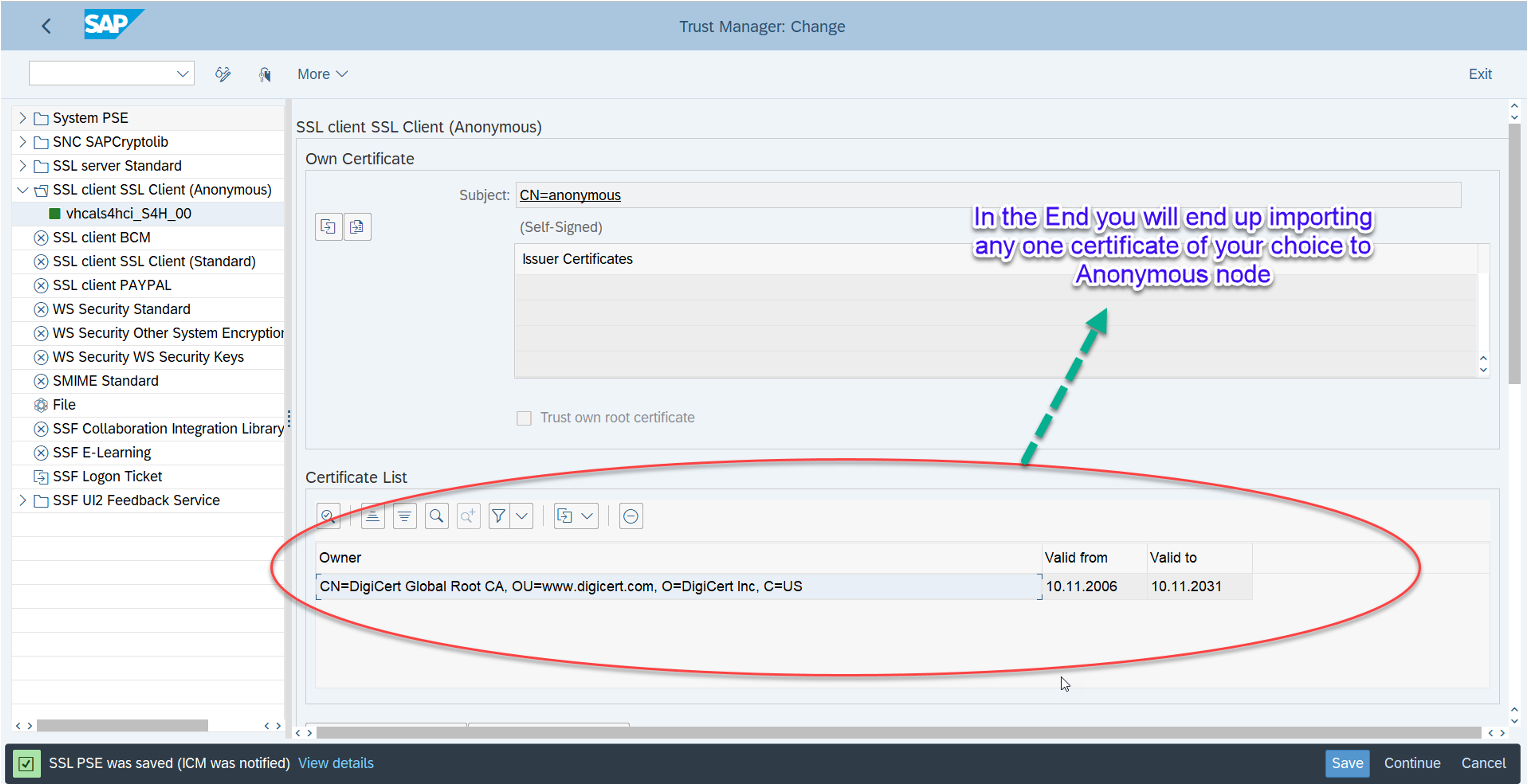 SAP
Trust Manager: Change
More
Exit
System PSE
SNC SAPCryptolib
SSL server Standard
SSL client SSL Client (Anonymous)
vhcals4hci_S4H_00
SSL client BCM
SSL client SSL Client (Standard)
SSL client PAYPAL
WS Security Standard
WS Security Other System Encryption
WS Security WS Security Keys
SMIME Standard
File
SSF Collaboration Integration Library
SSF E-Learning
SSF Logon Ticket
SSF UI2 Feedback Service
SSL client SSL Client (Anonymous)
Own Certificate
Subject: CN=anonymous
(Self-Signed)
Issuer Certificates
In the End you will end up importing
any one certificate of your choice to
Anonymous node
Trust own root certificate
Certificate List
Owner Valid from Valid to
CN=DigiCert Global Root CA, OU=www.digicert.com, O=DigiCert Inc, C=US 10.11.2006 10.11.2031
SSL PSE was saved (ICM was notified) View details
Save Continue Cancel